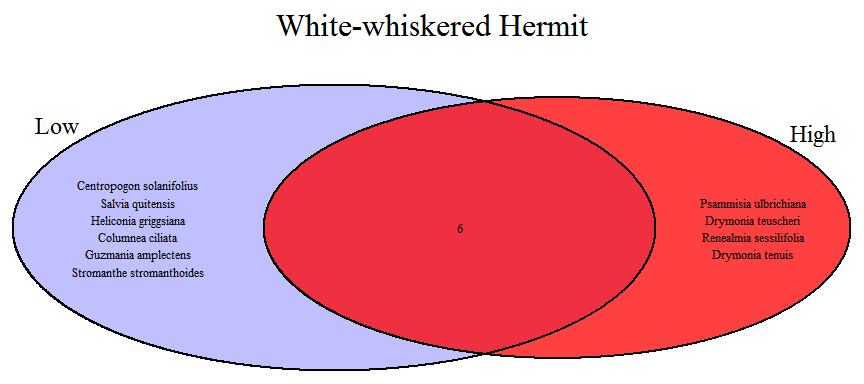 White-whiskered Hermit
Low
High
Centropogon solanifolius
Salvia quitensis
Heliconia griggsiana
Columnea ciliata
Guzmania amplectens
Stromanthe stromanthoides
6
Psammisia ulbrichiana
Drymonia teuscheri
Renealmia sessilifolia
Drymonia tenuis